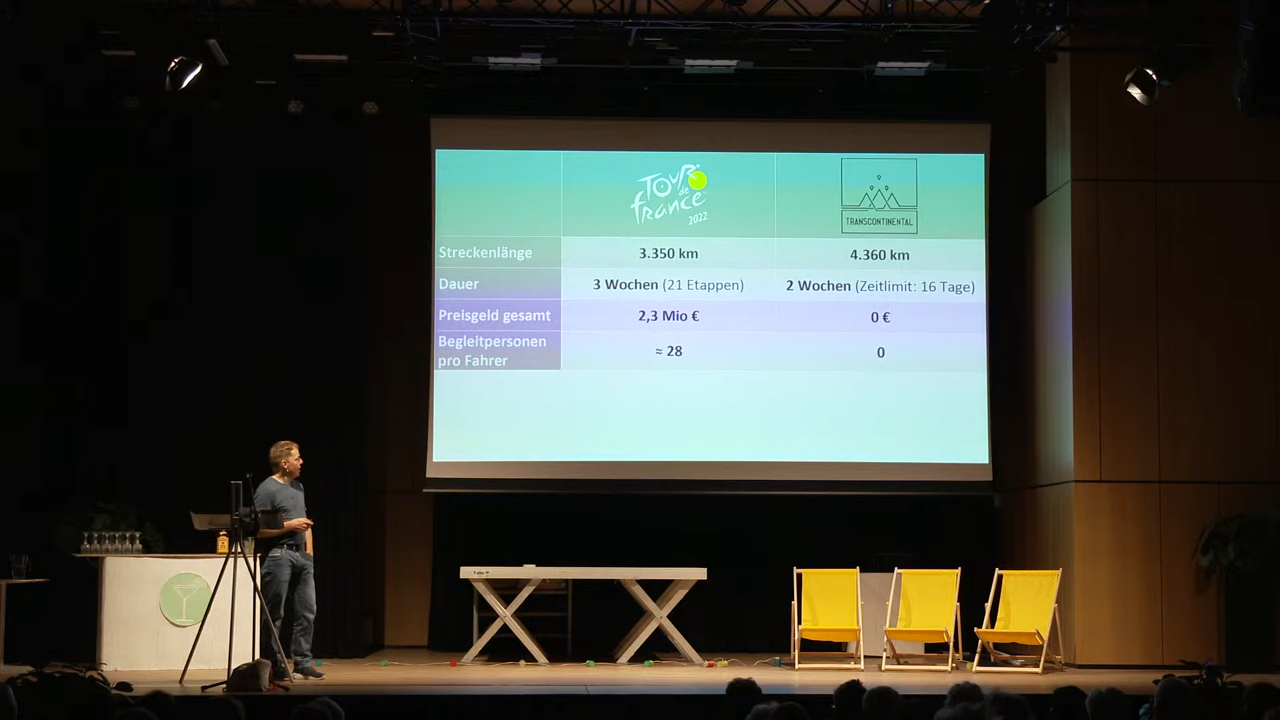 TOUR
de
france
2022
TRANSCONTINENTAL
Streckenlänge 3.350 km 4.360 km
Dauer 3 Wochen (21 Etappen) 2 Wochen (Zeitlimit: 16 Tage)
Preisgeld gesamt 2,3 Mio € 0 €
Begleitpersonen
pro Fahrer ≈ 28 0